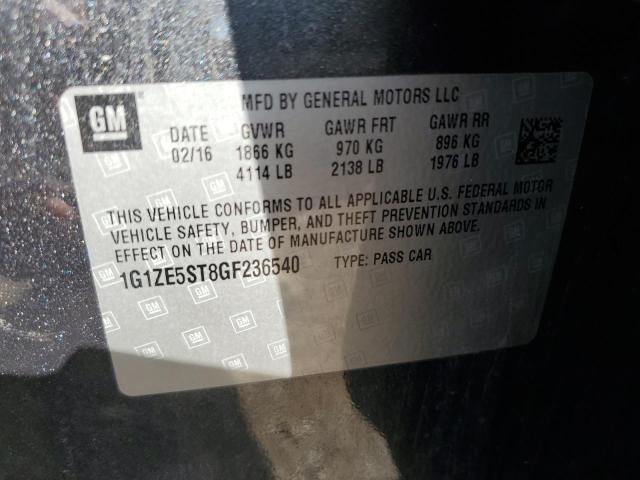 GM
MFD BY GENERAL MOTORS LLC
DATE GVWR GAWR FRT GAWR RR
02/16 1866 KG 970 KG 896 KG
4114 LB 2138 LB 1976 LB
THIS VEHICLE CONFORMS TO ALL APPLICABLE U.S. FEDERAL MOTOR
VEHICLE SAFETY, BUMPER, AND THEFT PREVENTION STANDARDS IN
EFFECT ON THE DATE OF MANUFACTURE SHOWN ABOVE.
1G1ZE5ST8GF236540 TYPE: PASS CAR